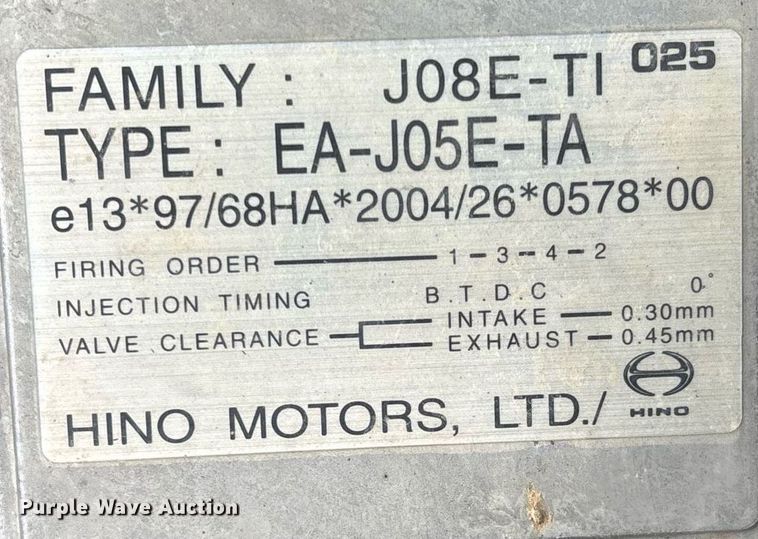 FAMILY : J08E-TI 025
TYPE : EA-J05E-TA
e13*97/68HA*2004/26*0578*00
FIRING ORDER 1-3-4-2
INJECTION TIMING B.T.D.C 0°
VALVE CLEARANCE INTAKE 0.30mm
EXHAUST 0.45mm
HINO MOTORS, LTD./ HINO
Purple Wave Auction